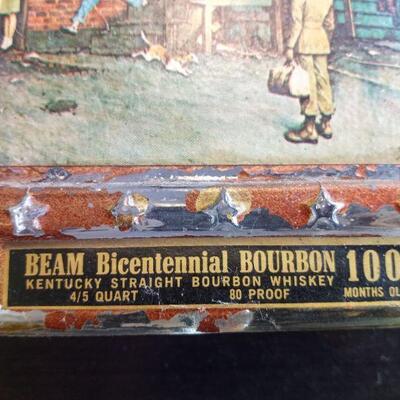 BEAM Bicentennial BOURBON 100
KENTUCKY STRAIGHT BOURBON WHISKEY
4/5 QUART 80 PROOF MONTHS OL